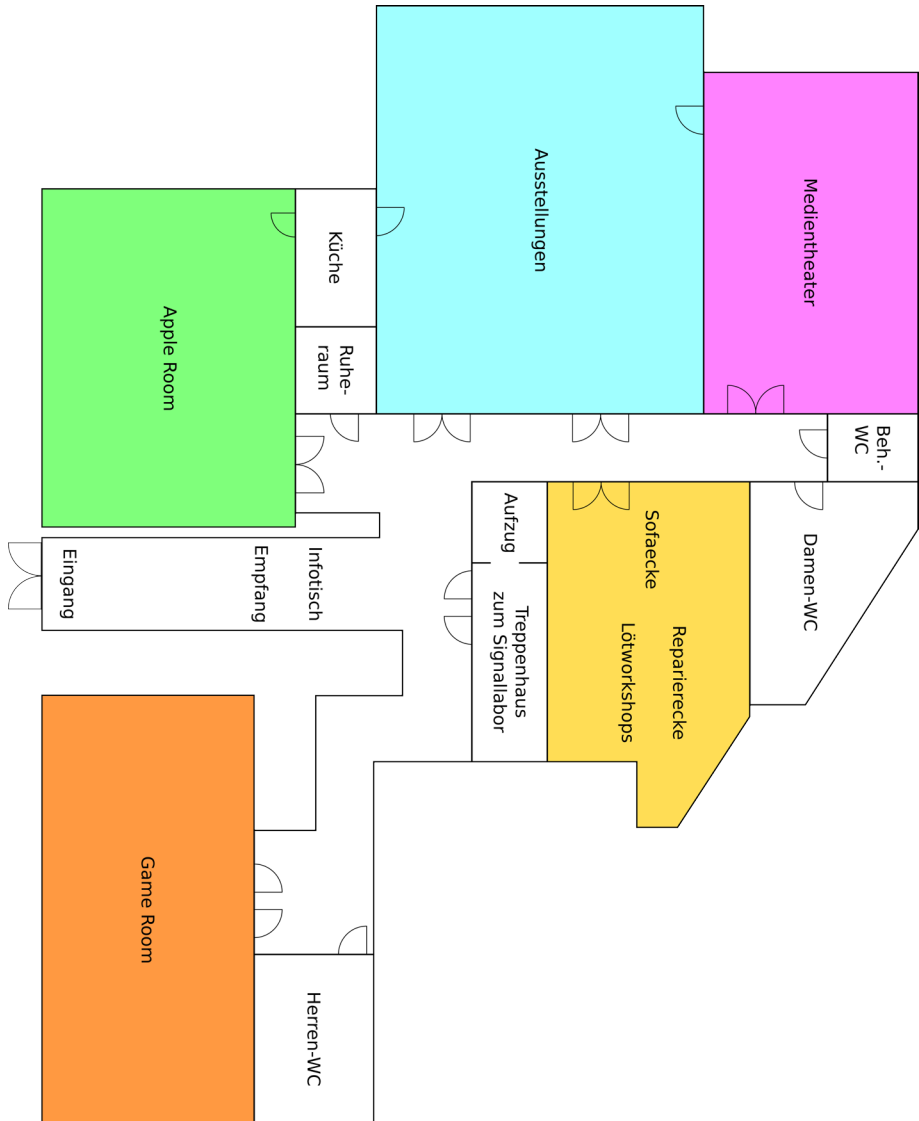 Medientheater
Beh.-
WC
Damen-WC
Ausstellungen
Sofaecke
Reparierecke
Lötworkshops
Aufzug
Treppenhaus
zum Signallabor
Küche
Ruhe-
raum
Infotisch
Empfang
Eingang
Apple Room
Game Room
Herren-WC